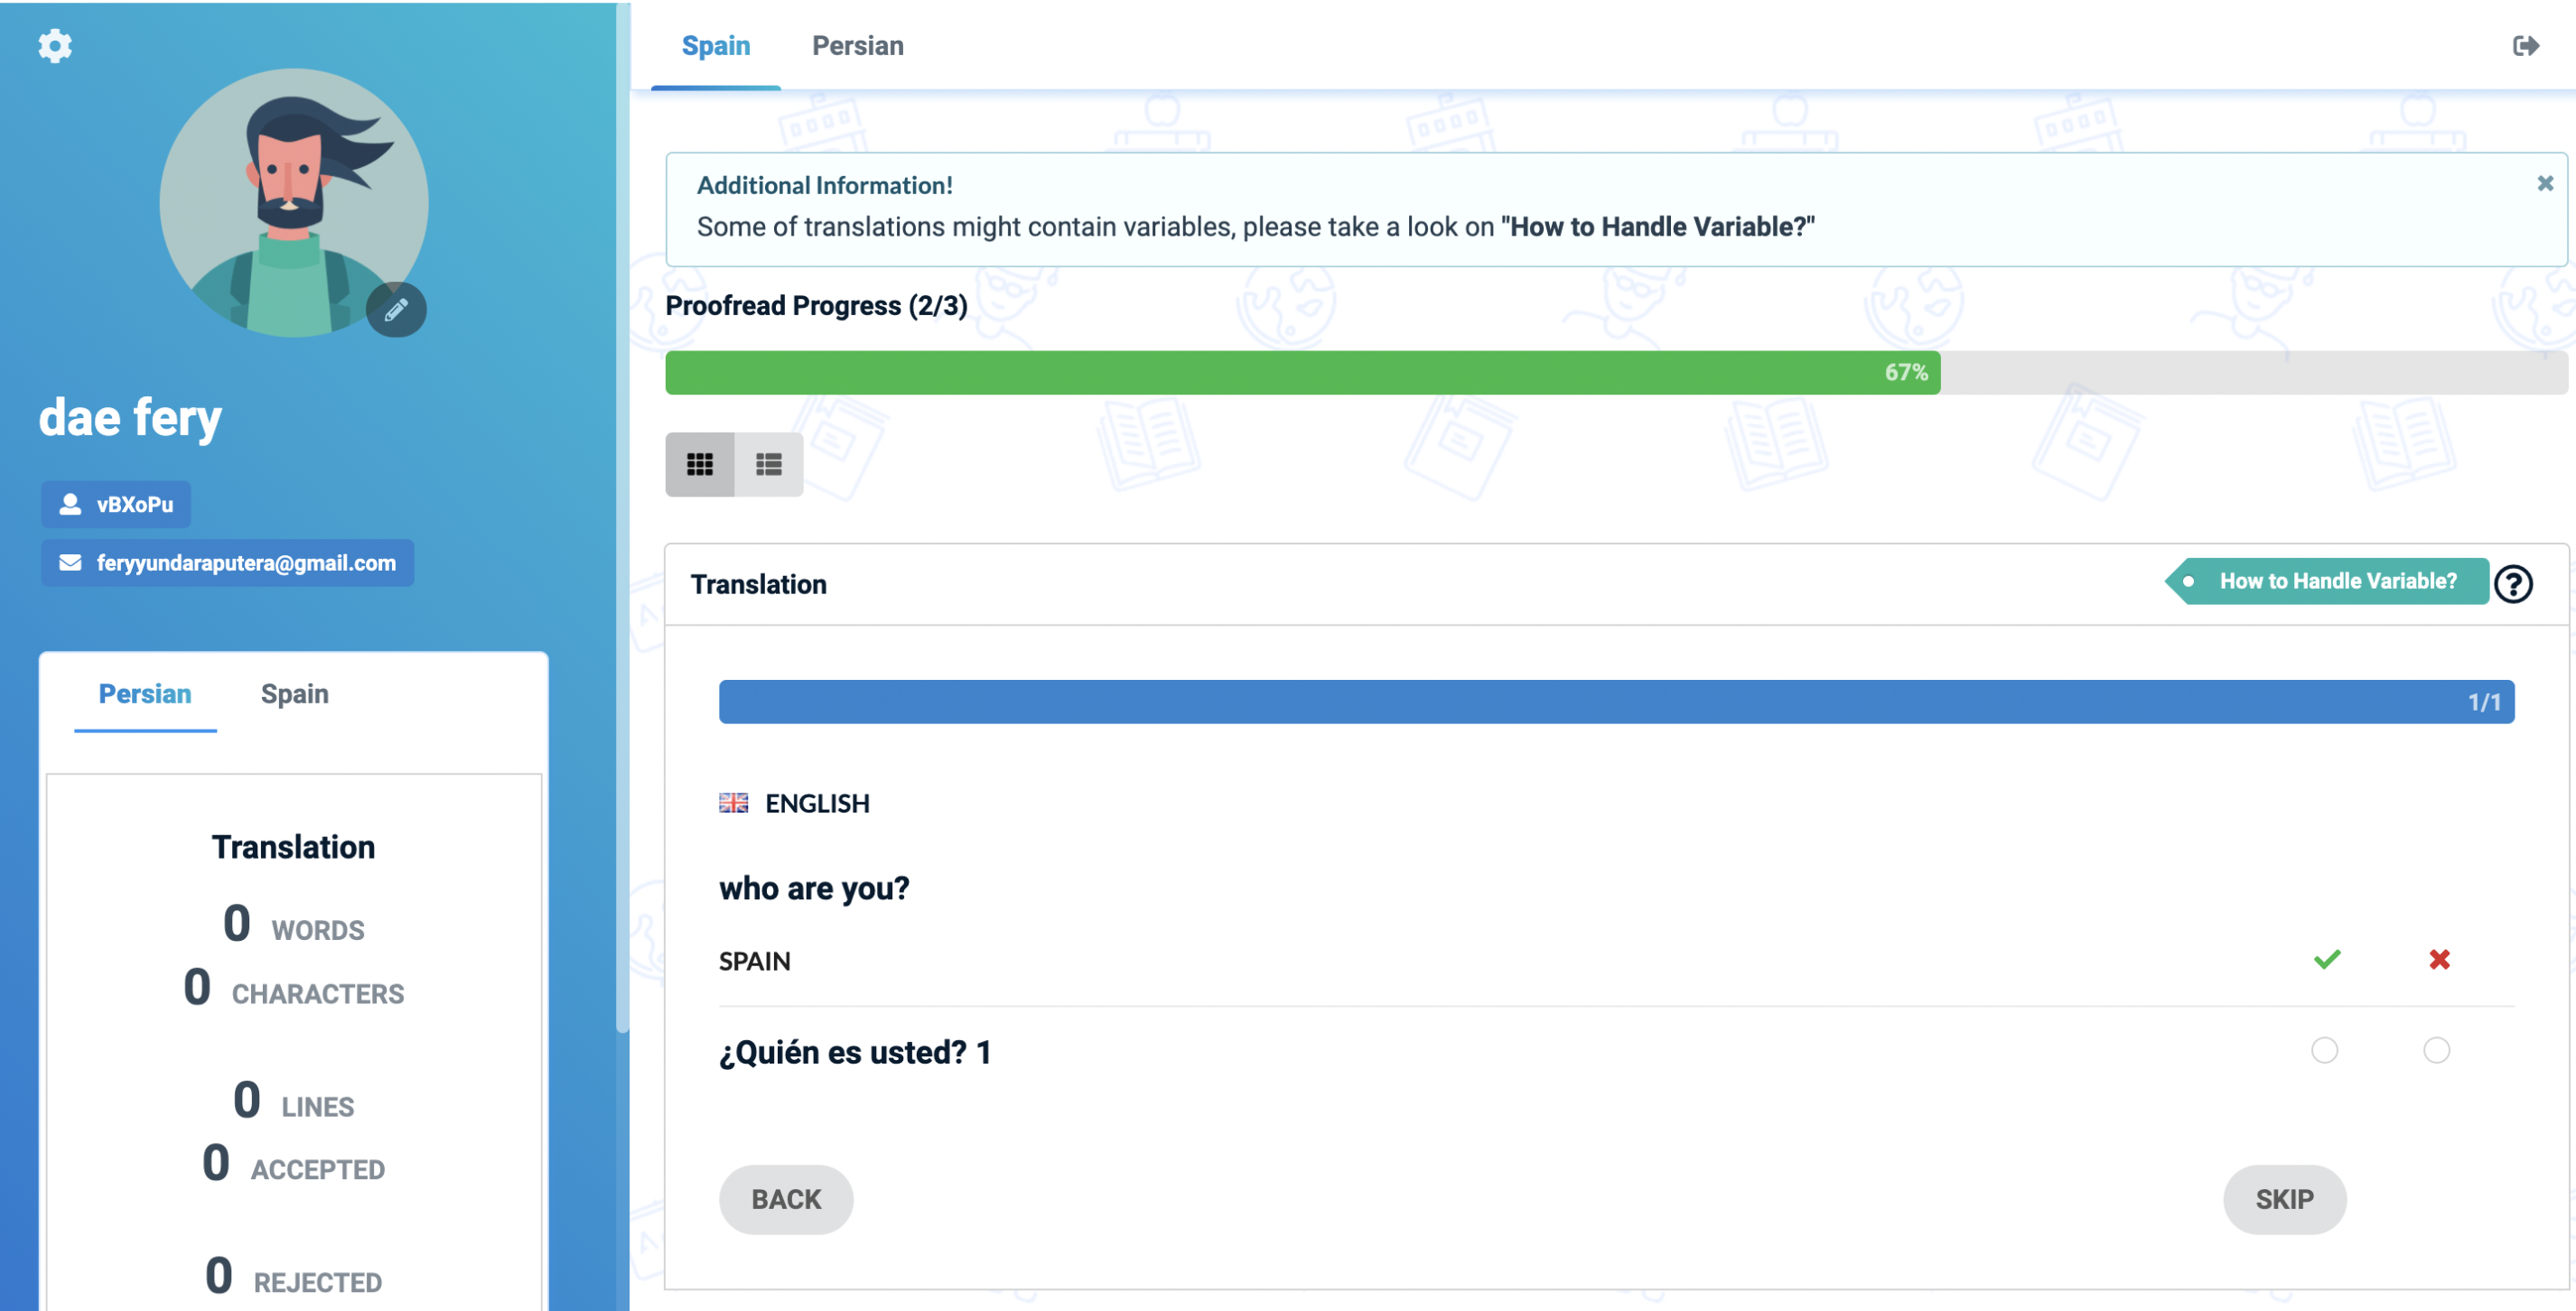 dae fery
vBXoPu
feryyundaraputera@gmail.com
Persian Spain
Translation
0 WORDS
0 CHARACTERS
0 LINES
0 ACCEPTED
0 REJECTED
Spain Persian
Additional Information!
Some of translations might contain variables, please take a look on "How to Handle Variable?"
Proofread Progress (2/3)
67%
Translation
How to Handle Variable?
1/1
ENGLISH
who are you?
SPAIN
¿Quién es usted? 1
BACK
SKIP